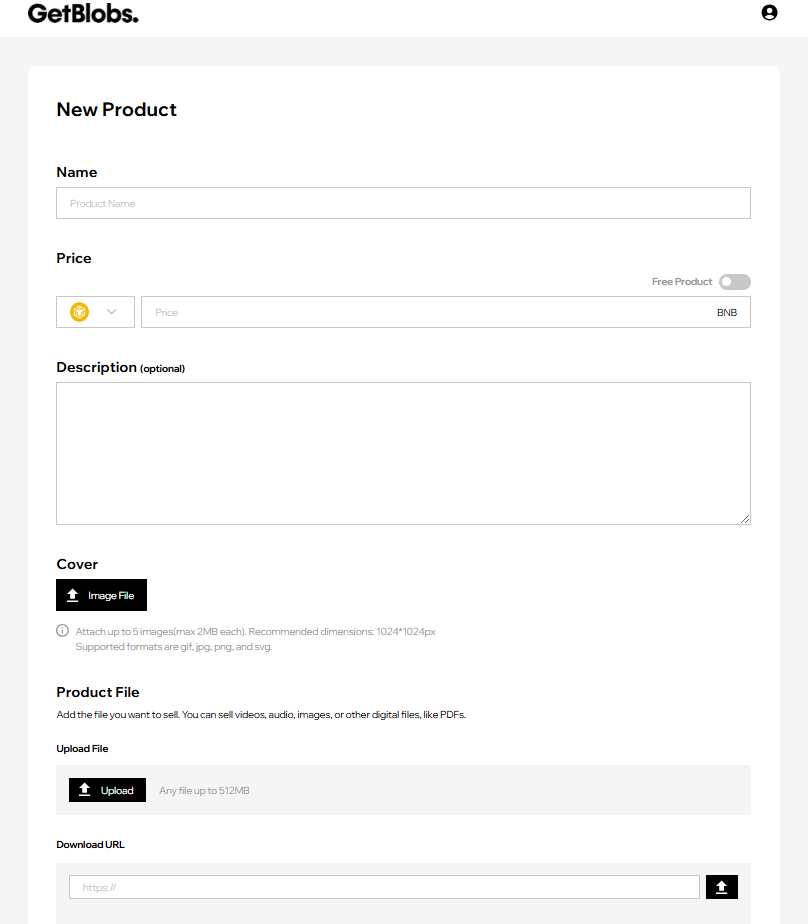 GetBlobs.
New Product
Name
Product Name
Price
Free Product
Price
BNB
Description (optional)
Cover
Image File
Attach up to 5 images(max 2MB each). Recommended dimensions: 1024*1024px
Supported formats are gif, jpg, png, and svg.
Product File
Add the file you want to sell. You can sell videos, audio, images, or other digital files, like PDFs.
Upload File
Upload
Any file up to 512MB
Download URL
https://